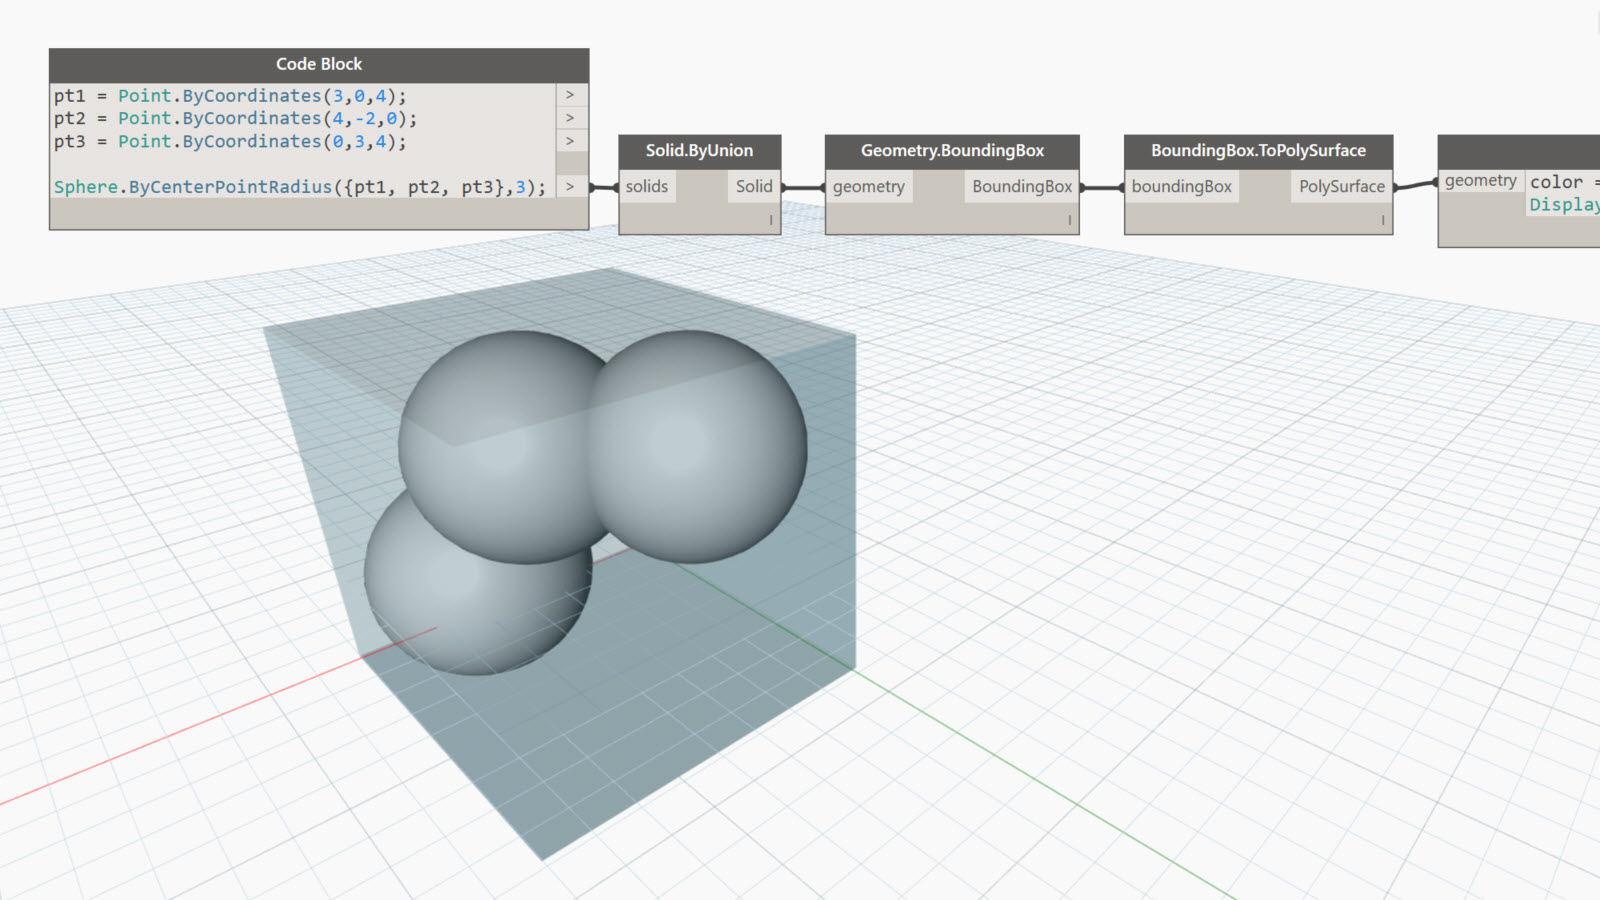 Code Block
pt1 = Point.ByCoordinates(3,0,4);
>
pt2 = Point.ByCoordinates(4,-2,0);
>
pt3 = Point.ByCoordinates(0,3,4);
>
Sphere.ByCenterPointRadius({pt1, pt2, pt3},3);
>
Solid.ByUnion
solids Solid
I
Geometry.BoundingBox
geometry BoundingBox
I
BoundingBox.ToPolySurface
boundingBox PolySurface
I
geometry
color =
Display